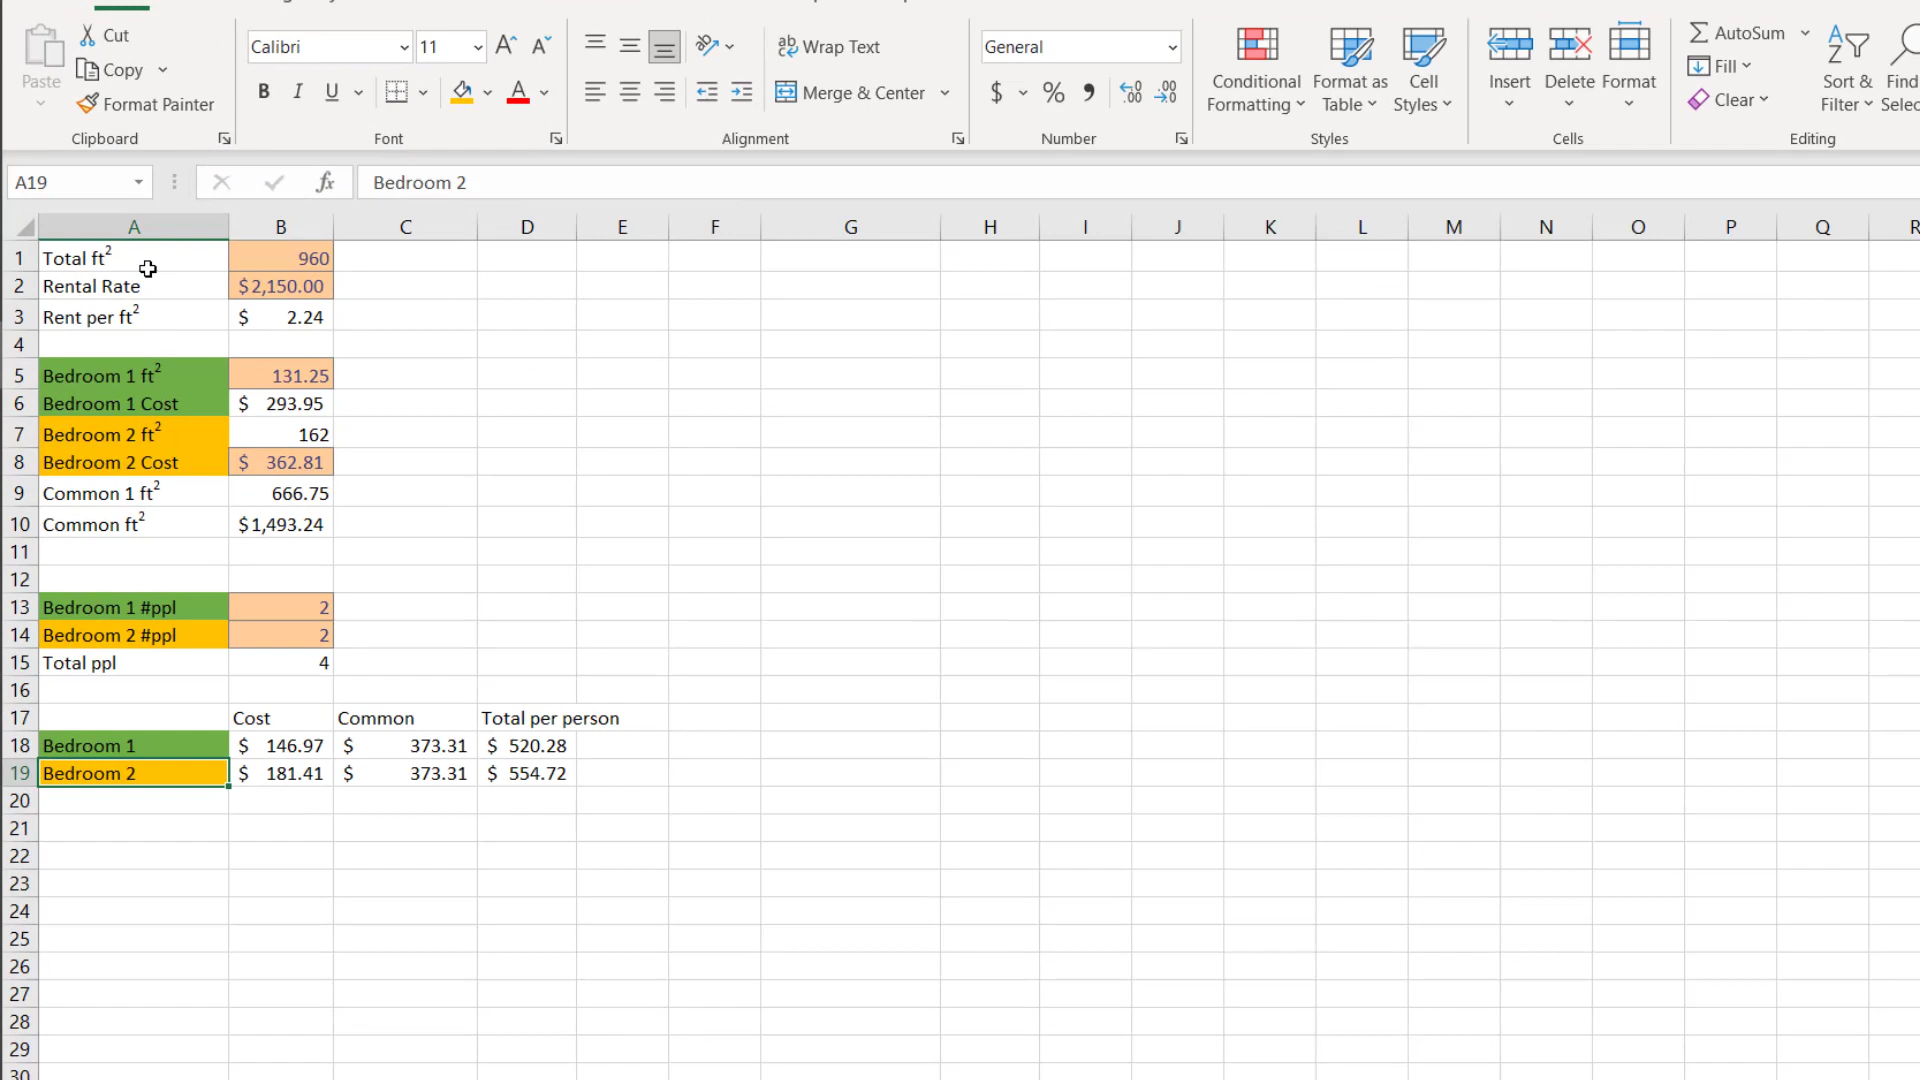 Cut
Calibri
11
Wrap Text
General
AutoSum
Paste
Copy
Conditional Formatting
Format as Table
Cell Styles
Insert
Delete
Format
Fill
Sort & Filter
Find
Selec
Format Painter
B I U
A
Merge & Center
$ % ,
Clear
Clipboard
Font
Alignment
Number
Styles
Cells
Editing
A19
fx
Bedroom 2
A B C D E F G H I J K L M N O P Q R
1 Total ft² 960
2 Rental Rate $2,150.00
3 Rent per ft² $ 2.24
4
5 Bedroom 1 ft² 131.25
6 Bedroom 1 Cost $ 293.95
7 Bedroom 2 ft² 162
8 Bedroom 2 Cost $ 362.81
9 Common 1 ft² 666.75
10 Common ft² $1,493.24
11
12
13 Bedroom 1 #ppl 2
14 Bedroom 2 #ppl 2
15 Total ppl 4
16
17 Cost Common Total per person
18 Bedroom 1 $ 146.97 $ 373.31 $ 520.28
19 Bedroom 2 $ 181.41 $ 373.31 $ 554.72
20
21
22
23
24
25
26
27
28
29
30